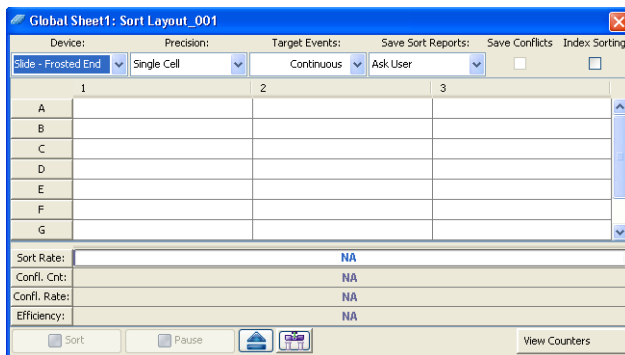 Global Sheet1: Sort Layout_001
Device: Precision: Target Events: Save Sort Reports: Save Conflicts Index Sorting
Slide - Frosted End Single Cell Continuous Ask User
1 2 3
A
B
C
D
E
F
G
Sort Rate: NA
Confl. Cnt: NA
Confl. Rate: NA
Efficiency: NA
Sort Pause View Counters